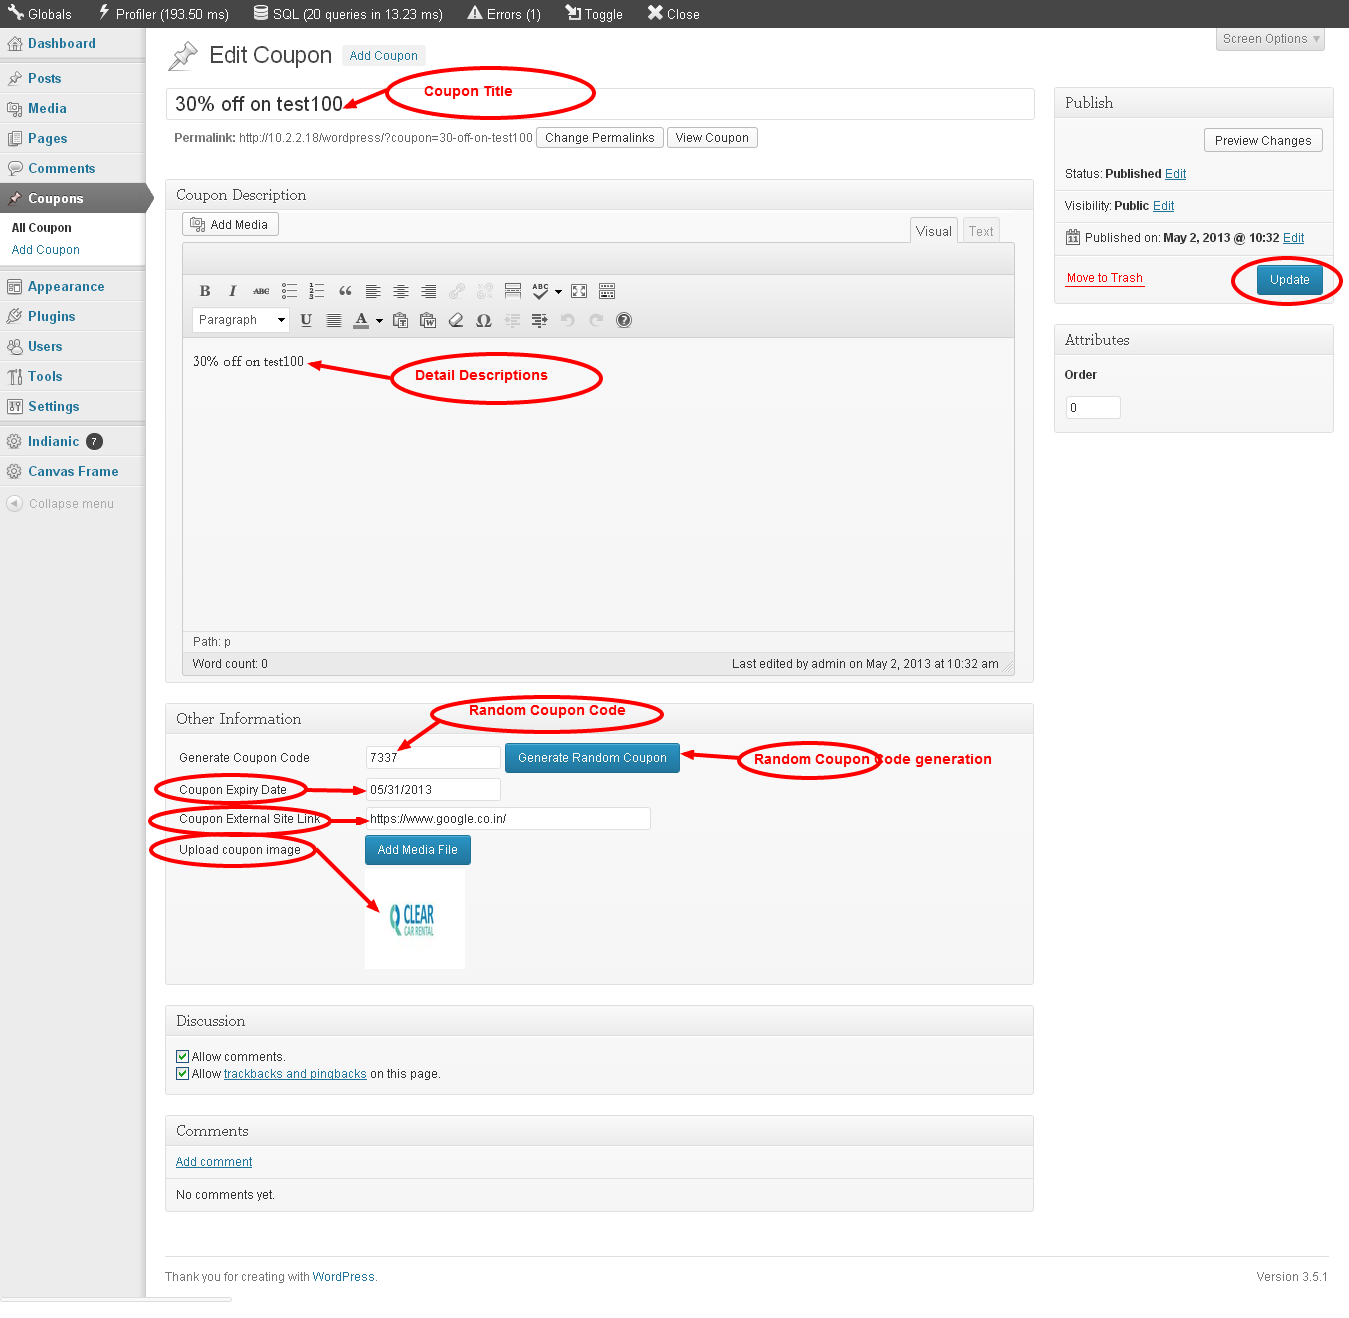 Globals Profiler (193.50 ms) SQL (20 queries in 13.23 ms) Errors (1) Toggle Close
Screen Options
Dashboard
Posts
Media
Pages
Comments
Coupons
All Coupon
Add Coupon
Appearance
Plugins
Users
Tools
Settings
Indianic 7
Canvas Frame
Collapse menu
Edit Coupon Add Coupon
30% off on test100
Coupon Title
Permalink: http://10.2.2.18/wordpress/?coupon=30-off-on-test100 Change Permalinks View Coupon
Coupon Description
Add Media
Visual Text
B I ABC ABC
Paragraph U A Ω
30% off on test100
Detail Descriptions
Path: p
Word count: 0 Last edited by admin on May 2, 2013 at 10:32 am
Other Information
Random Coupon Code
Generate Coupon Code 7337 Generate Random Coupon Random Coupon Code generation
Coupon Expiry Date 05/31/2013
Coupon External Site Link https://www.google.co.in/
Upload coupon image Add Media File
CLEAR
CAR RENTAL
Discussion
Allow comments.
Allow trackbacks and pingbacks on this page.
Comments
Add comment
No comments yet.
Publish
Preview Changes
Status: Published Edit
Visibility: Public Edit
11 Published on: May 2, 2013 @ 10:32 Edit
Move to Trash Update
Attributes
Order
0
Thank you for creating with WordPress. Version 3.5.1